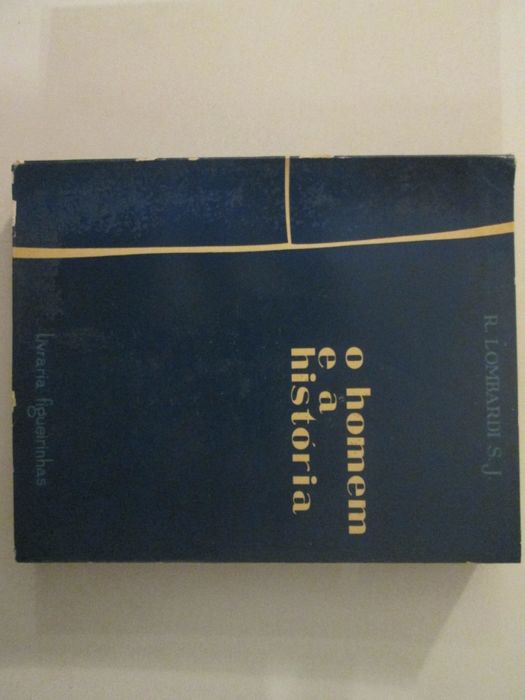 R. LOMBARDI S.J
o homem
e a
história
livraria figueirinhas